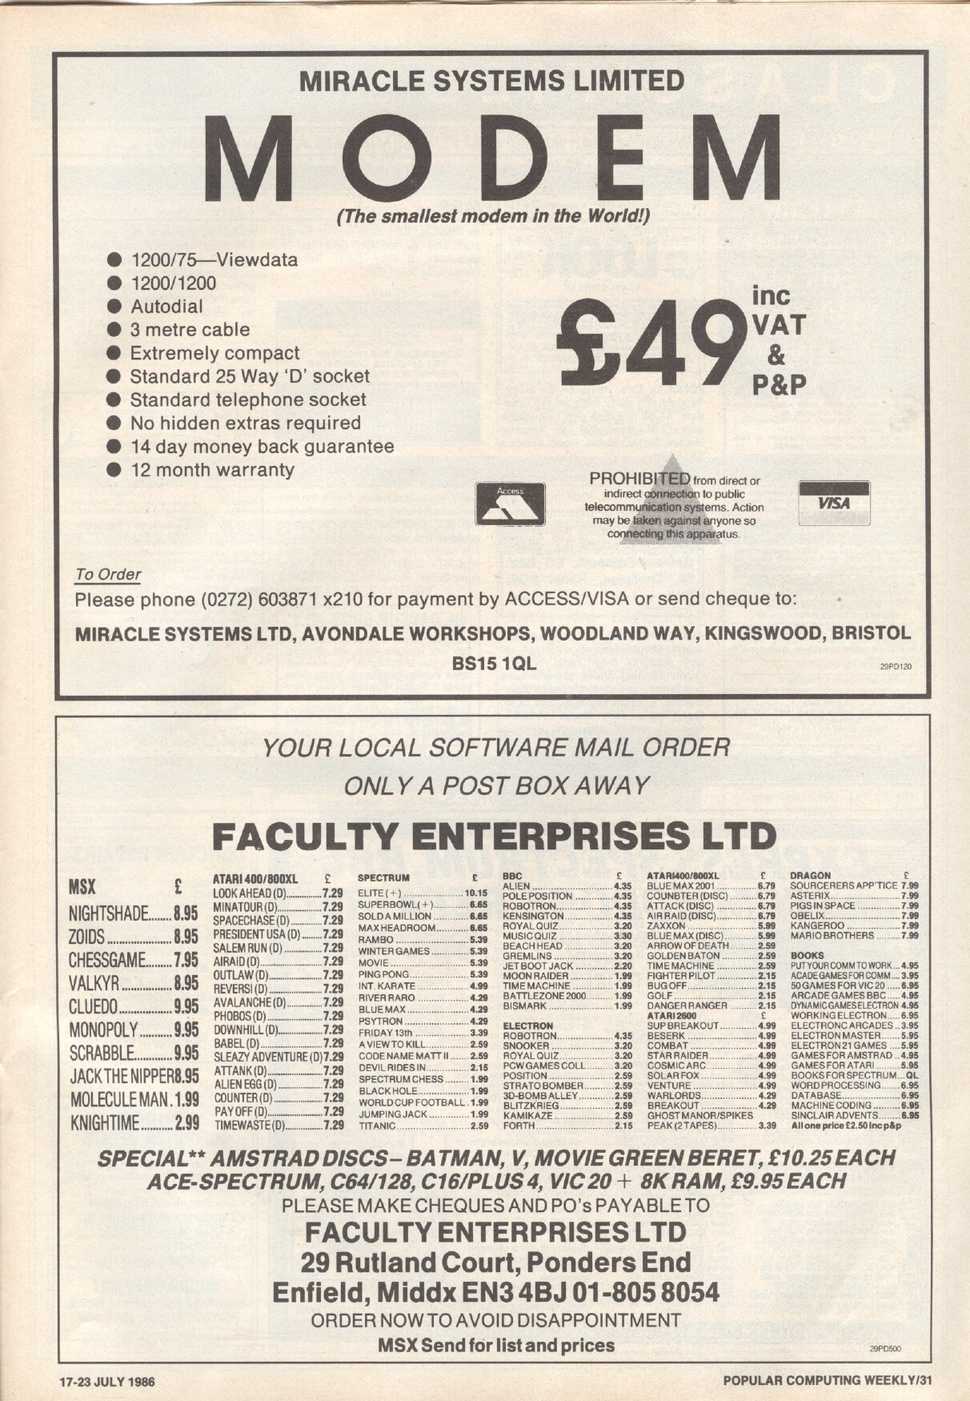 MIRACLE SYSTEMS LIMITED
MODEM
(The smallest modem in the World!)
● 1200/75—Viewdata
● 1200/1200
● Autodial
● 3 metre cable
● Extremely compact
● Standard 25 Way 'D' socket
● Standard telephone socket
● No hidden extras required
● 14 day money back guarantee
● 12 month warranty
£49 inc
VAT
&
P&P
Access
PROHIBITED from direct or
indirect connection to public
telecommunication systems. Action
may be taken against anyone so
connecting this apparatus.
VISA
To Order
Please phone (0272) 603871 x210 for payment by ACCESS/VISA or send cheque to:
MIRACLE SYSTEMS LTD, AVONDALE WORKSHOPS, WOODLAND WAY, KINGSWOOD, BRISTOL
BS15 1QL
29PD120
YOUR LOCAL SOFTWARE MAIL ORDER
ONLY A POST BOX AWAY
FACULTY ENTERPRISES LTD
MSX £
NIGHTSHADE.......8.95
ZOIDS...................8.95
CHESSGAME.......7.95
VALKYR...............8.95
CLUEDO...............9.95
MONOPOLY.........9.95
SCRABBLE............9.95
JACK THE NIPPER8.95
MOLECULE MAN.1.99
KNIGHTIME..........2.99
ATARI 400/800XL £
LOOK AHEAD (D)..............7.29
MINATOUR (D)..................7.29
SPACECHASE (D)..............7.29
PRESIDENT USA (D)..........7.29
SALEM RUN (D)................7.29
AIRAID (D)........................7.29
OUTLAW (D).....................7.29
REVERSI (D)......................7.29
AVALANCHE (D)................7.29
PHOBOS (D)......................7.29
DOWNHILL (D)..................7.29
BABEL (D).........................7.29
SLEAZY ADVENTURE (D)7.29
ATTANK (D)......................7.29
ALIEN EGG (D)..................7.29
COUNTER (D)...................7.29
PAY OFF (D)......................7.29
TIMEWASTE (D)................7.29
SPECTRUM £
ELITE (+)......................10.15
SUPERBOWL (+)............6.65
SOLD A MILLION............6.65
MAX HEADROOM...........6.65
RAMBO..........................5.39
WINTER GAMES..............5.39
MOVIE............................5.39
PING PONG.....................5.39
INT. KARATE...................4.99
RIVER RARO...................4.29
BLUE MAX......................4.29
PSYTRON........................4.29
FRIDAY 13th....................3.39
A VIEW TO KILL...............2.59
CODE NAME MATT II.......2.59
DEVIL RIDES IN...............2.15
SPECTRUM CHESS..........1.99
BLACK HOLE...................1.99
WORLD CUP FOOTBALL.1.99
JUMPING JACK...............1.99
TITANIC..........................2.59
BBC £
ALIEN.............................4.35
POLE POSITION..............4.35
ROBOTRON....................4.35
KENSINGTON..................4.35
ROYAL QUIZ...................3.20
MUSIC QUIZ....................3.30
BEACH HEAD..................3.20
GREMLINS......................3.20
JET BOOT JACK..............2.20
MOON RAIDER................1.99
TIME MACHINE...............1.99
BATTLEZONE 2000..........1.99
BISMARK........................1.99
ELECTRON
ROBOTRON....................4.35
SNOOKER.......................3.20
ROYAL QUIZ...................3.20
PCW GAMES COLL..........3.20
POSITION.......................2.59
STRATO BOMBER...........2.59
3D-BOMB ALLEY.............2.59
BLITZKRIEG....................2.59
KAMIKAZE......................2.59
FORTH............................2.15
ATARI400/800XL £
BLUE MAX 2001..............6.79
COUNBTER (DISC)...........6.79
ATTACK (DISC)...............6.79
AIR RAID (DISC)..............6.79
ZAXXON.........................5.99
BLUE MAX (DISC)............5.99
ARROW OF DEATH.........2.59
GOLDEN BATON.............2.59
TIME MACHINE...............2.59
FIGHTER PILOT...............2.15
BUG OFF.........................2.15
GOLF..............................2.15
DANGER RANGER...........2.15
ATARI 2600 £
SUP BREAKOUT..............4.99
BESERK..........................4.99
COMBAT.........................4.99
STAR RAIDER..................4.99
COSMIC ARC...................4.99
SOLAR FOX.....................4.99
VENTURE........................4.99
WARLORDS.....................4.29
BREAKOUT.....................4.29
GHOST MANOR/SPIKES
PEAK (2 TAPES)..............3.39
DRAGON £
SOURCERERS APP'TICE 7.99
ASTERIX.........................7.99
PIGS IN SPACE................7.99
OBELIX...........................7.99
KANGEROO....................7.99
MARIO BROTHERS..........7.99
BOOKS
PUT YOUR COMM TO WORK...4.95
ACADE GAMES FOR COMM...3.95
50 GAMES FOR VIC 20.....6.95
ARCADE GAMES BBC.....4.95
DYNAMIC GAMES ELECTRON 4.95
WORKING ELECTRON.....6.95
ELECTRONC ARCADES..3.95
ELECTRON MASTER.......5.95
ELECTRON 21 GAMES...5.95
GAMES FOR AMSTRAD..4.95
GAMES FOR ATARI.........5.95
BOOKS FOR SPECTRUM...QL
WORD PROCESSING......6.95
DATABASE.....................6.95
MACHINE CODING.........6.95
SINCLAIR ADVENTS.......6.95
All one price £2.50 Inc p&p
SPECIAL** AMSTRAD DISCS – BATMAN, V, MOVIE GREEN BERET, £10.25 EACH
ACE-SPECTRUM, C64/128, C16/PLUS 4, VIC 20 + 8K RAM, £9.95 EACH
PLEASE MAKE CHEQUES AND PO's PAYABLE TO
FACULTY ENTERPRISES LTD
29 Rutland Court, Ponders End
Enfield, Middx EN3 4BJ 01-805 8054
ORDER NOW TO AVOID DISAPPOINTMENT
MSX Send for list and prices
29PD500
17-23 JULY 1986
POPULAR COMPUTING WEEKLY/31